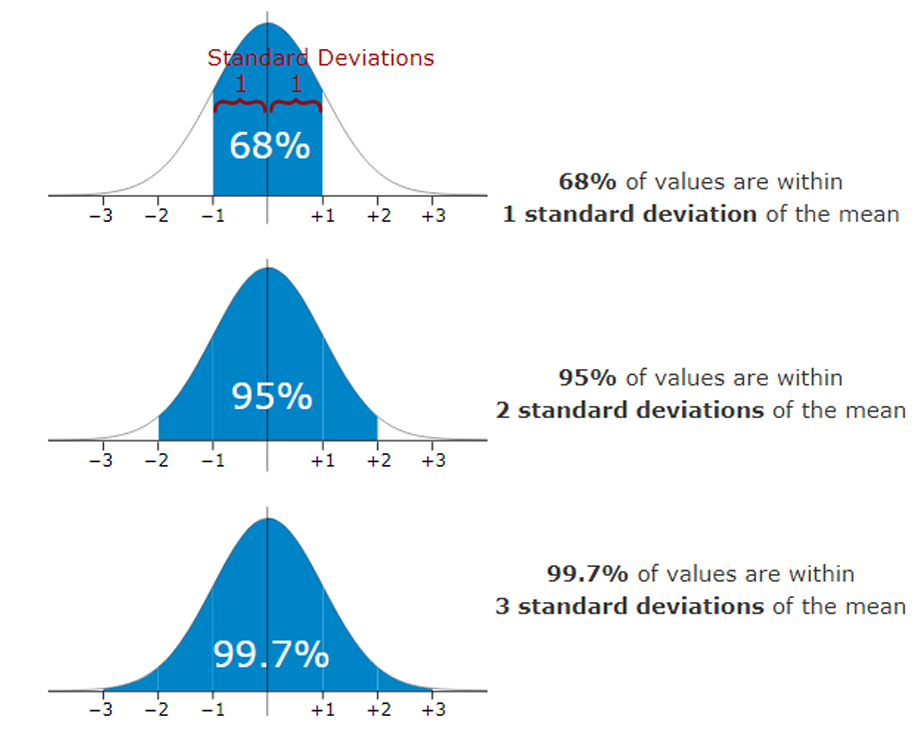 Standard Deviations
1 1
68%
−3 −2 −1 +1 +2 +3
68% of values are within
1 standard deviation of the mean
95%
−3 −2 −1 +1 +2 +3
95% of values are within
2 standard deviations of the mean
99.7%
−3 −2 −1 +1 +2 +3
99.7% of values are within
3 standard deviations of the mean